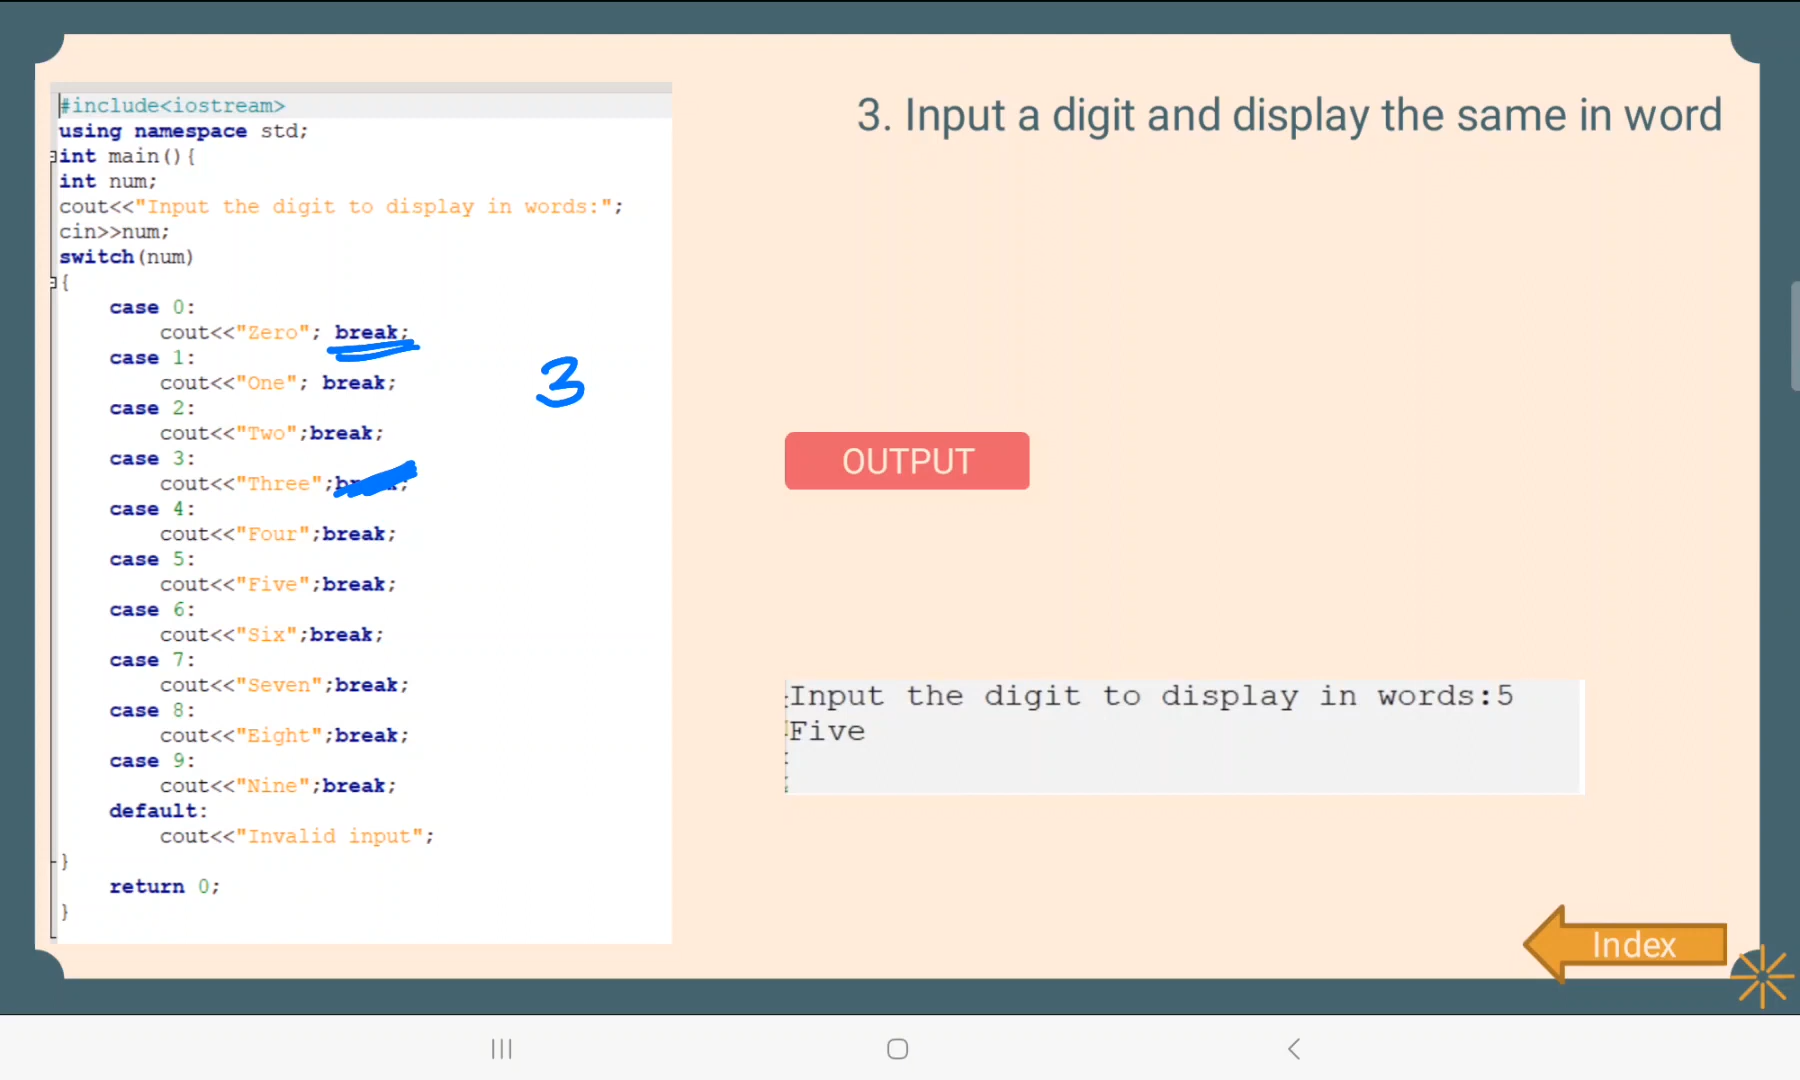 #include<iostream>
using namespace std;
int main(){
int num;
cout<<"Input the digit to display in words:";
cin>>num;
switch(num)
{
case 0:
cout<<"Zero"; break;
case 1:
cout<<"One"; break;
case 2:
cout<<"Two";break;
case 3:
cout<<"Three";break;
case 4:
cout<<"Four";break;
case 5:
cout<<"Five";break;
case 6:
cout<<"Six";break;
case 7:
cout<<"Seven";break;
case 8:
cout<<"Eight";break;
case 9:
cout<<"Nine";break;
default:
cout<<"Invalid input";
}
return 0;
}
3
3. Input a digit and display the same in word
OUTPUT
Input the digit to display in words:5
Five
Index